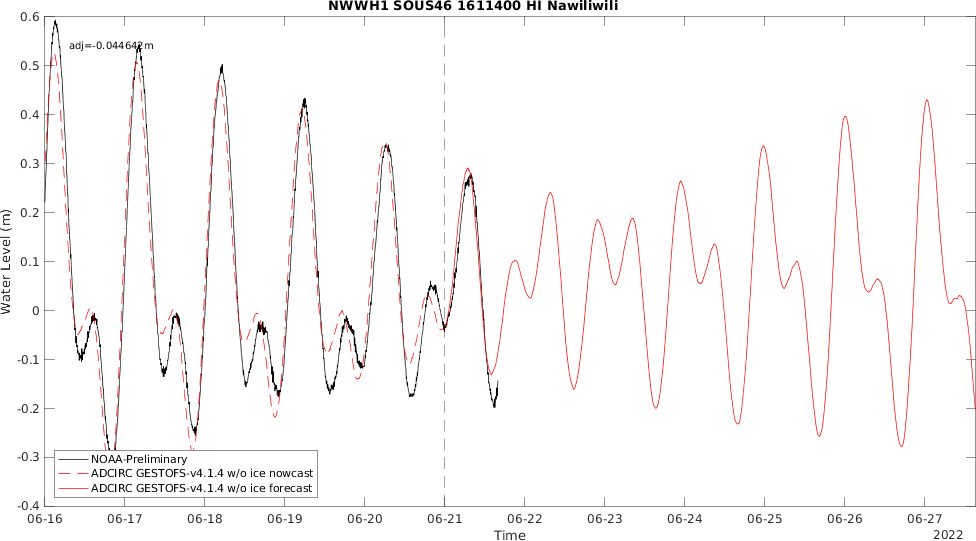 NWWH1 SOUS46 1611400 HI Nawiliwili
adj=-0.044642m
Water Level (m)
0.6
0.5
0.4
0.3
0.2
0.1
0
-0.1
-0.2
-0.3
-0.4
NOAA-Preliminary
ADCIRC GESTOFS-v4.1.4 w/o ice nowcast
ADCIRC GESTOFS-v4.1.4 w/o ice forecast
06-16 06-17 06-18 06-19 06-20 06-21 06-22 06-23 06-24 06-25 06-26 06-27
Time
2022